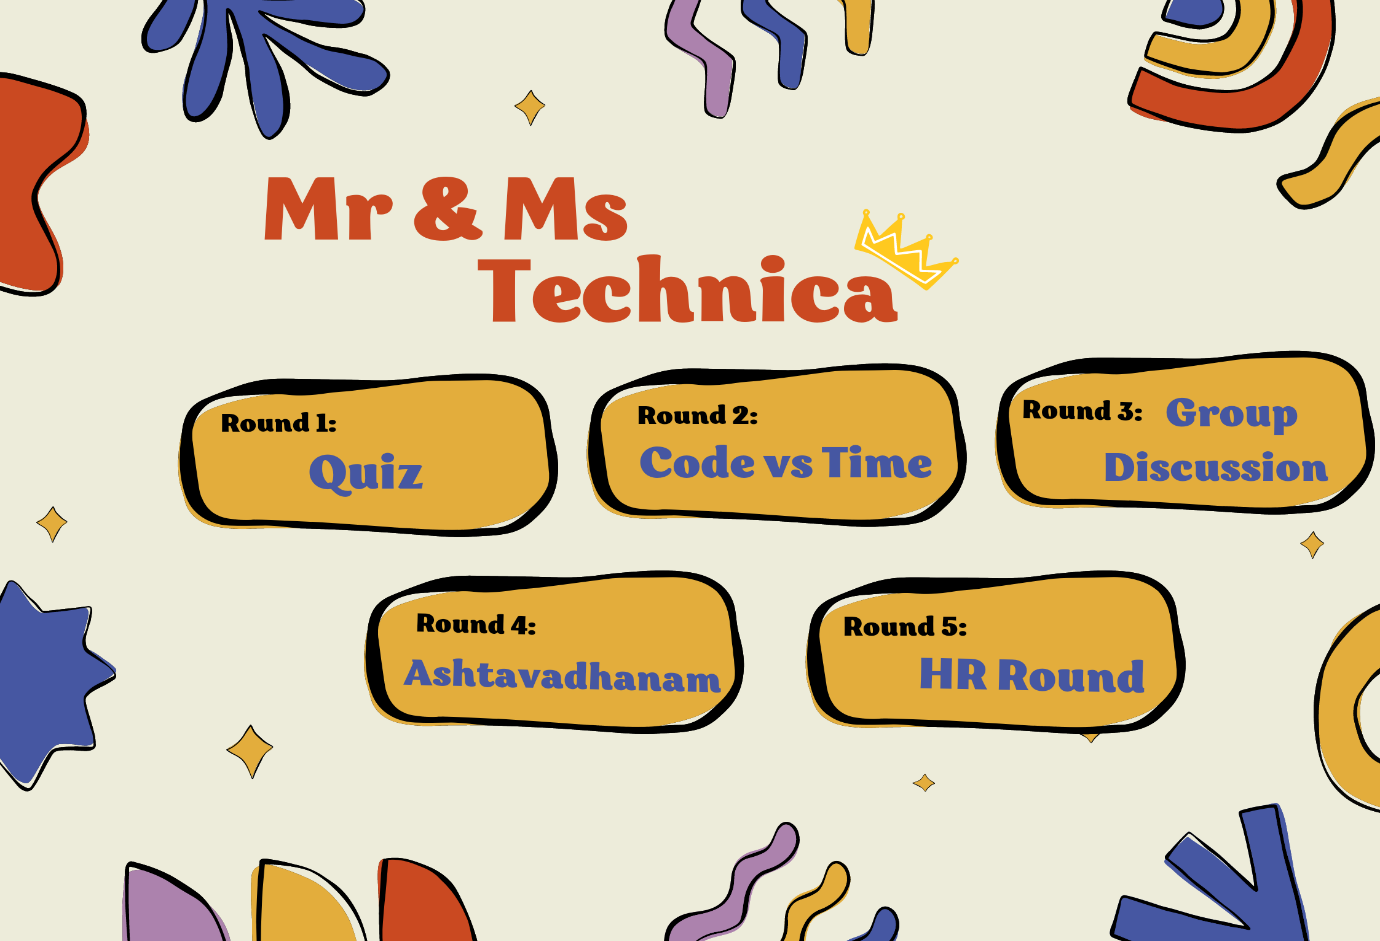 Mr & Ms
Technica
Round 1:
Quiz
Round 2:
Code vs Time
Round 3: Group
Discussion
Round 4:
Ashtavadhanam
Round 5:
HR Round